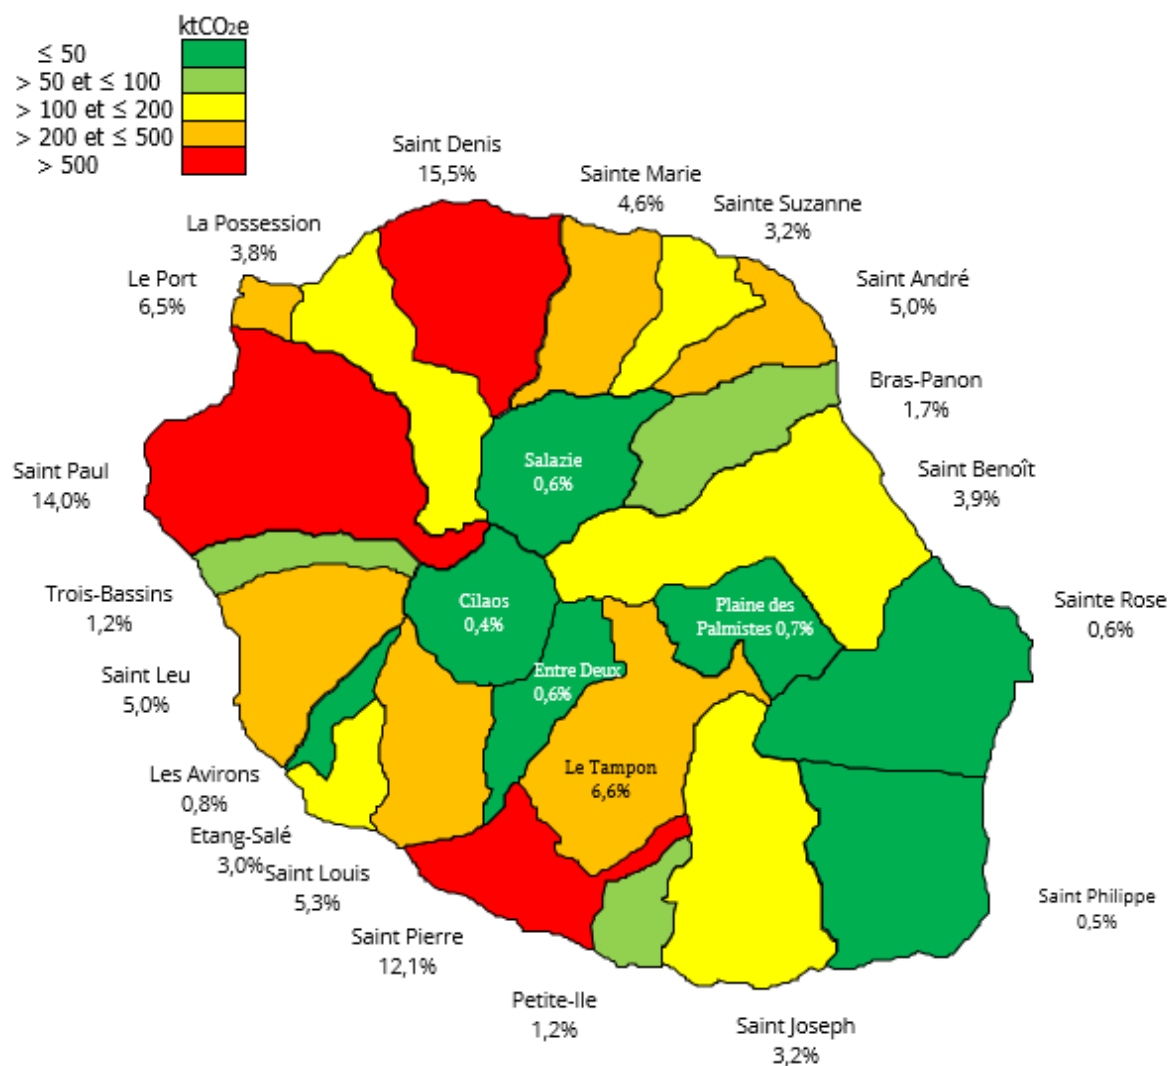 ktCO₂e
≤ 50
> 50 et ≤ 100
> 100 et ≤ 200
> 200 et ≤ 500
> 500
Saint Denis
15,5%
Sainte Marie
4,6%
Sainte Suzanne
3,2%
La Possession
3,8%
Le Port
6,5%
Saint André
5,0%
Bras-Panon
1,7%
Saint Paul
14,0%
Salazie
0,6%
Saint Benoît
3,9%
Trois-Bassins
1,2%
Cilaos
0,4%
Plaine des
Palmistes 0,7%
Sainte Rose
0,6%
Saint Leu
5,0%
Entre Deux
0,6%
Les Avirons
0,8%
Le Tampon
6,6%
Etang-Salé
3,0%
Saint Louis
5,3%
Saint Philippe
0,5%
Saint Pierre
12,1%
Petite-Ile
1,2%
Saint Joseph
3,2%